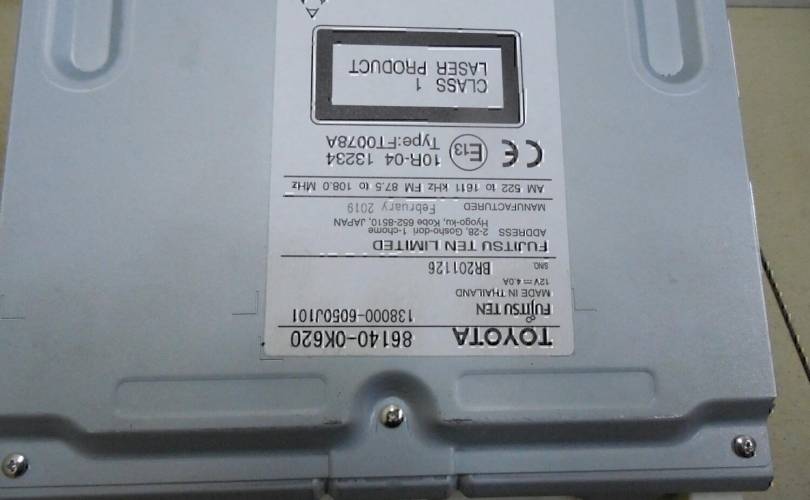 TOYOTA 86140-0K620
FUJITSU TEN 138000-6050J101
MADE IN THAILAND
12V ⎓ 4.0A
S/NO. BR201126
FUJITSU TEN LIMITED
ADDRESS 2-28, Gosho-dori 1-chome
Hyogo-ku, Kobe 652-8510, JAPAN
MANUFACTURED February 2019
AM 522 to 1611 kHz FM 87.5 to 108.0 MHz
CE E13 10R-04 13234
Type:FT0078A
CLASS 1
LASER PRODUCT